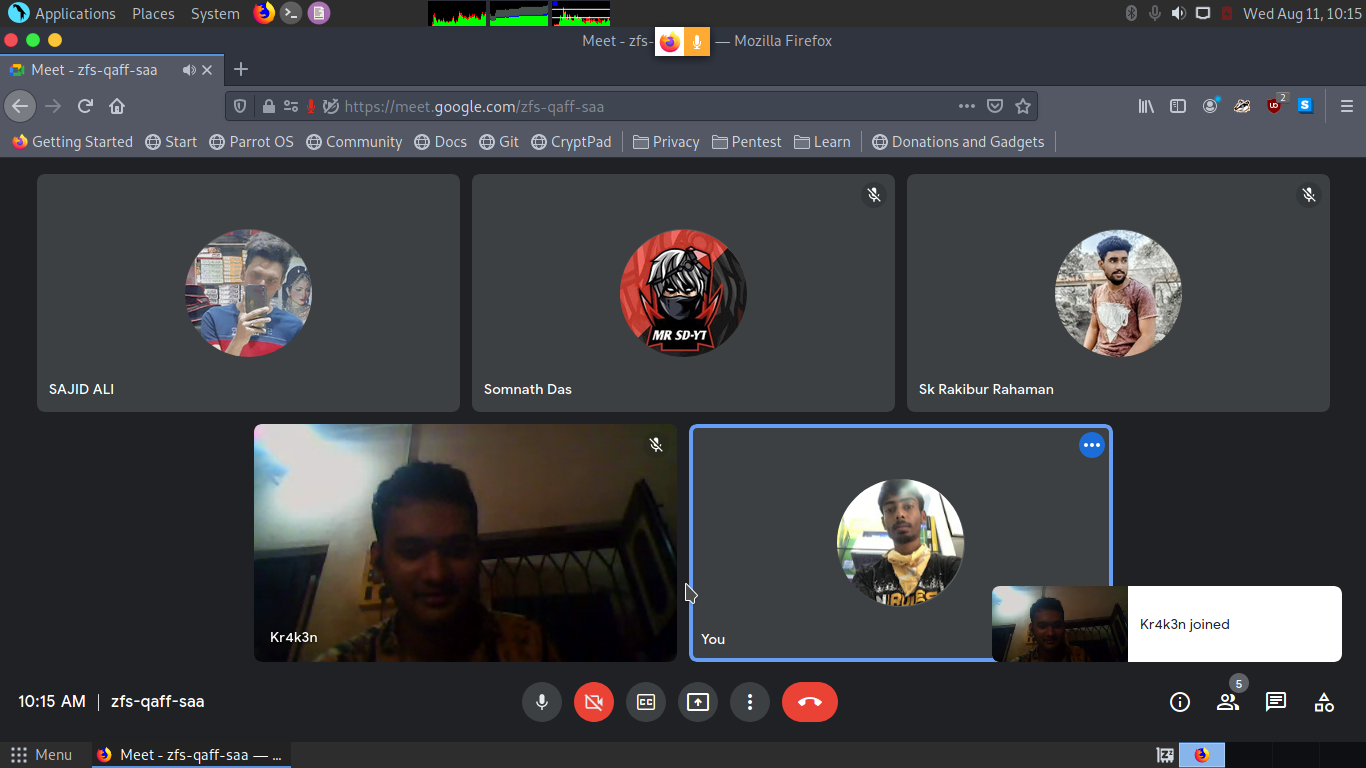 Applications Places System
Wed Aug 11, 10:15
Meet - zfs- — Mozilla Firefox
Meet - zfs-qaff-saa
https://meet.google.com/zfs-qaff-saa
2
Getting Started Start Parrot OS Community Docs Git CryptPad Privacy Pentest Learn Donations and Gadgets
MR SD-YT
SAJID ALI
Somnath Das
Sk Rakibur Rahaman
Kr4k3n
You
Kr4k3n joined
10:15 AM | zfs-qaff-saa
5
Menu Meet - zfs-qaff-saa — ...